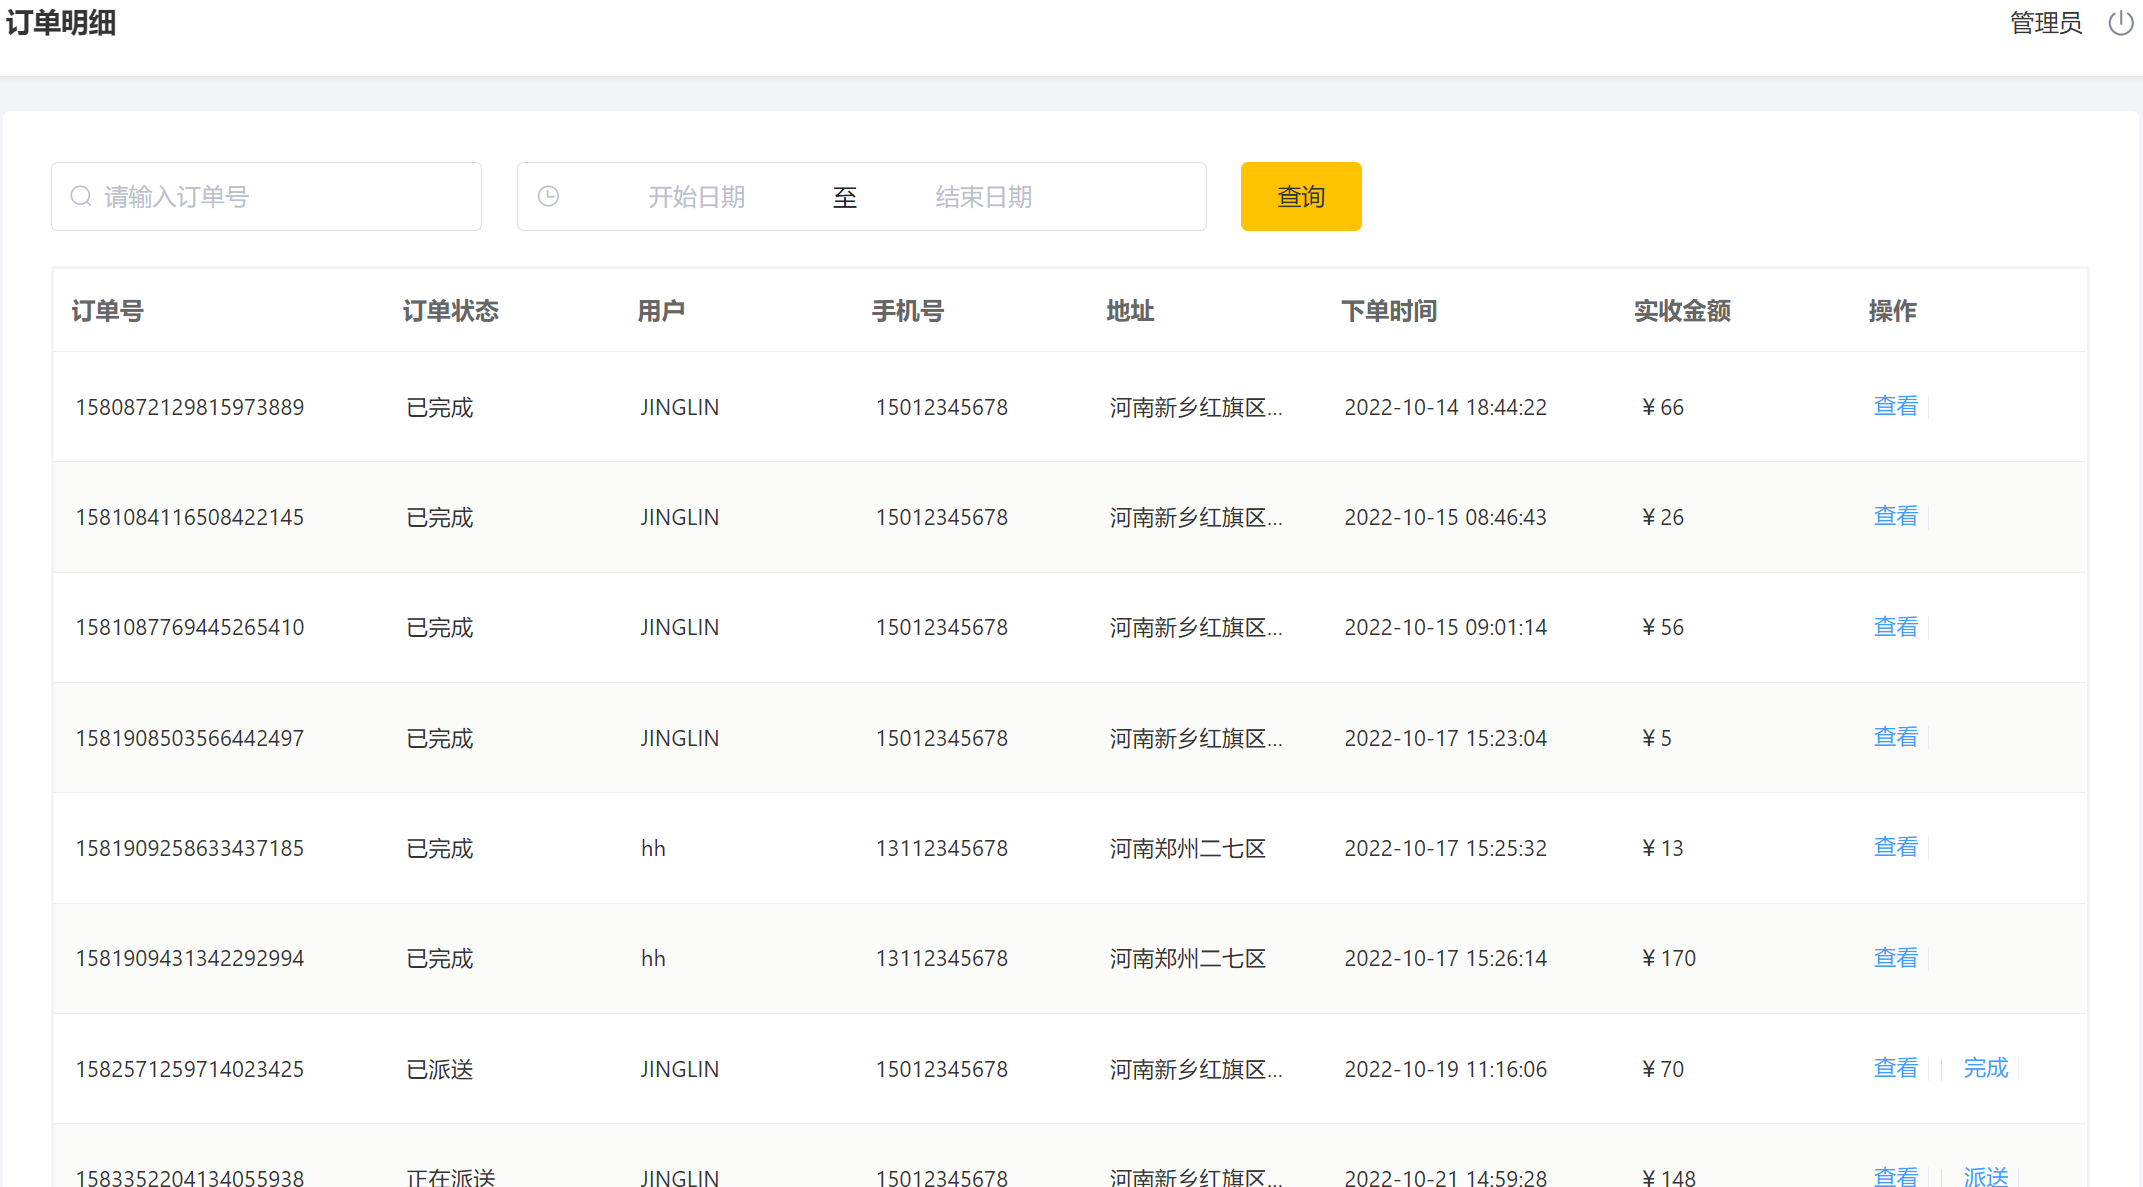 订单明细 管理员
请输入订单号 开始日期 至 结束日期 查询
订单号 订单状态 用户 手机号 地址 下单时间 实收金额 操作
1580872129815973889 已完成 JINGLIN 15012345678 河南新乡红旗区... 2022-10-14 18:44:22 ¥ 66 查看
1581084116508422145 已完成 JINGLIN 15012345678 河南新乡红旗区... 2022-10-15 08:46:43 ¥ 26 查看
1581087769445265410 已完成 JINGLIN 15012345678 河南新乡红旗区... 2022-10-15 09:01:14 ¥ 56 查看
1581908503566442497 已完成 JINGLIN 15012345678 河南新乡红旗区... 2022-10-17 15:23:04 ¥ 5 查看
1581909258633437185 已完成 hh 13112345678 河南郑州二七区 2022-10-17 15:25:32 ¥ 13 查看
1581909431342292994 已完成 hh 13112345678 河南郑州二七区 2022-10-17 15:26:14 ¥ 170 查看
1582571259714023425 已派送 JINGLIN 15012345678 河南新乡红旗区... 2022-10-19 11:16:06 ¥ 70 查看 完成
1583352204134055938 正在派送 JINGLIN 15012345678 河南新乡红旗区... 2022-10-21 14:59:28 ¥ 148 查看 派送